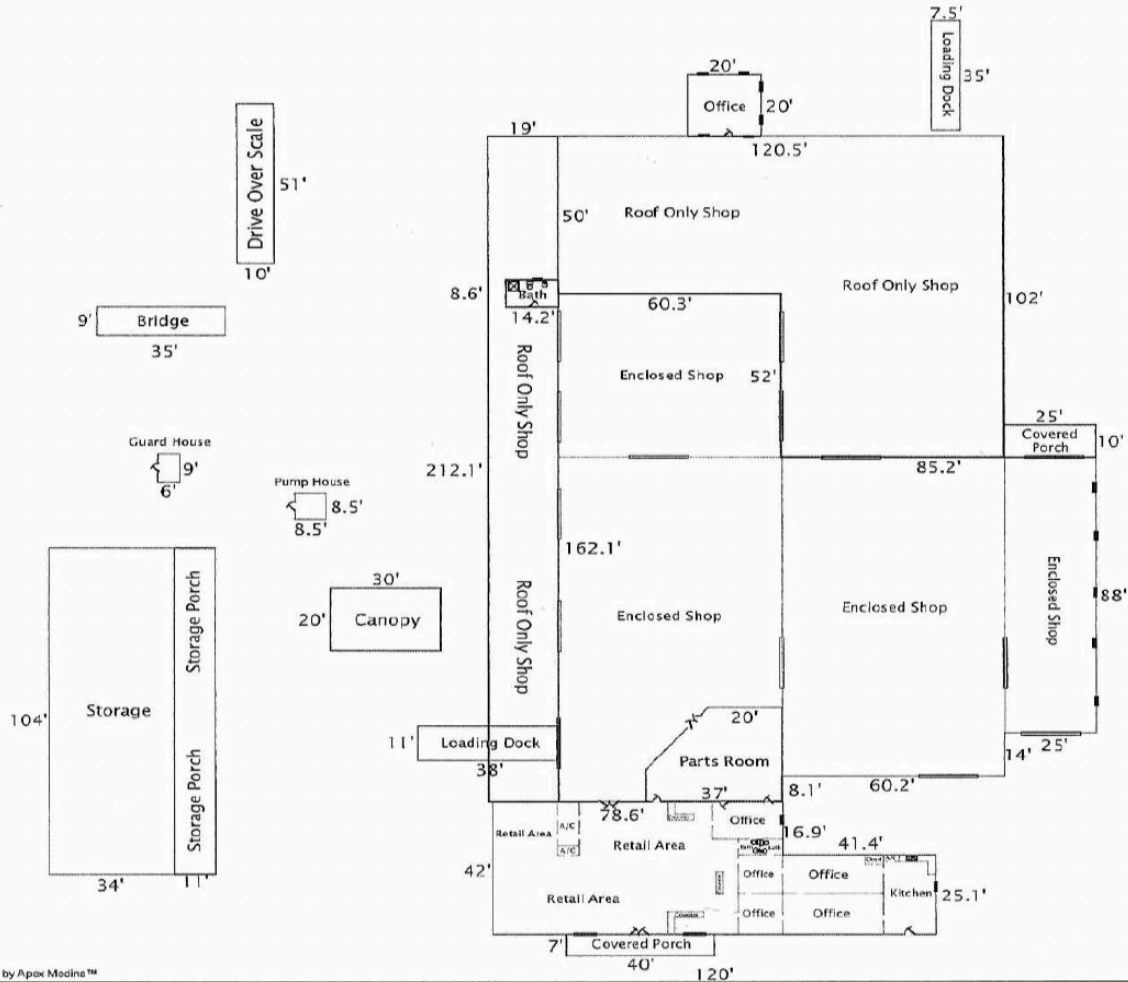 7.5'
Loading Dock
35'
20'
Office
20'
19'
120.5'
Drive Over Scale
51'
10'
50'
Roof Only Shop
Roof Only Shop
8.6'
Bath
14.2'
60.3'
102'
9'
Bridge
35'
Roof Only Shop
Enclosed Shop
52'
25'
Covered
Porch
10'
Guard House
9'
6'
212.1'
85.2'
Pump House
8.5'
8.5'
162.1'
Storage Porch
30'
20'
Canopy
Roof Only Shop
Enclosed Shop
Enclosed Shop
Enclosed Shop
88'
104'
Storage
Storage Porch
11'
Loading Dock
38'
20'
Parts Room
37'
14'
25'
8.1'
60.2'
78.6'
Retail Area
A/C
A/C
Retail Area
Office
16.9'
41.4'
42'
34'
11'
Retail Area
Office
Office
Kitchen
25.1'
Office
Office
7'
Covered Porch
40'
120'
by Apex Medina™